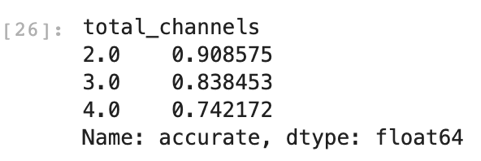 [26]: total_channels
2.0    0.908575
3.0    0.838453
4.0    0.742172
Name: accurate, dtype: float64